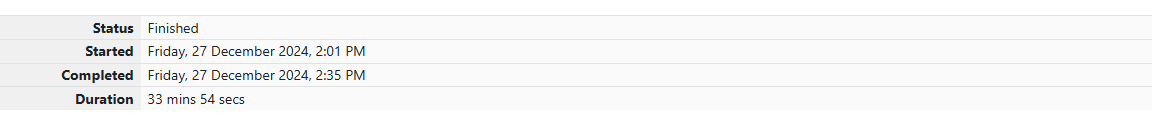 Status Finished
Started Friday, 27 December 2024, 2:01 PM
Completed Friday, 27 December 2024, 2:35 PM
Duration 33 mins 54 secs